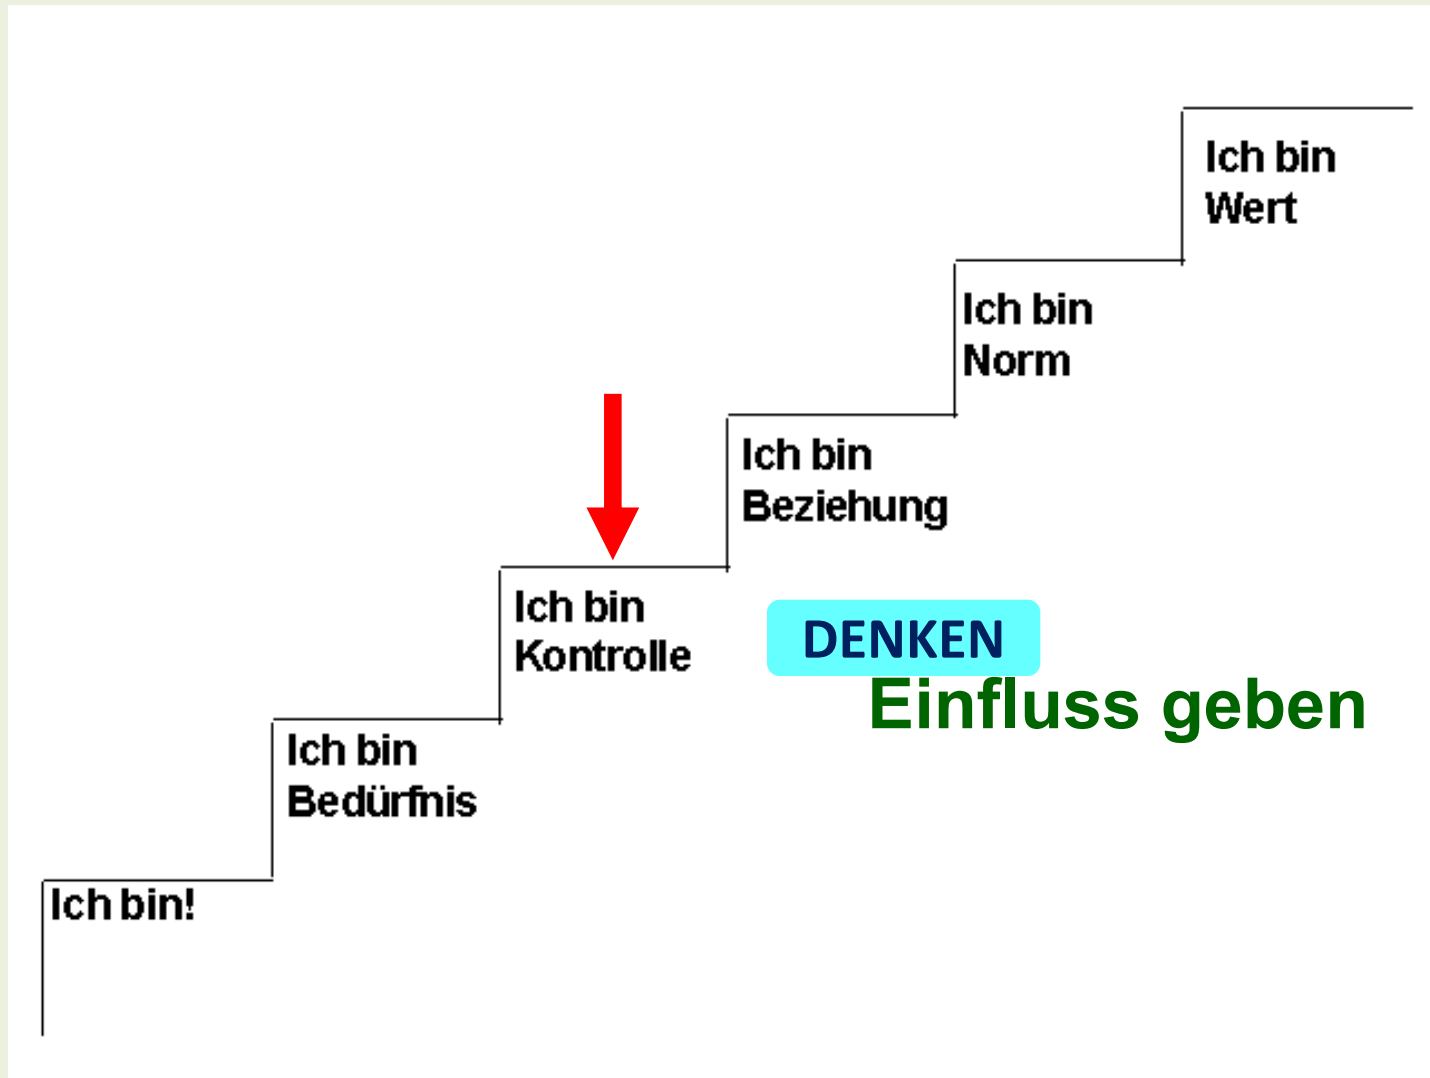 Ich bin
Wert
Ich bin
Norm
Ich bin
Beziehung
Ich bin
Kontrolle
DENKEN
Einfluss geben
Ich bin
Bedürfnis
Ich bin!